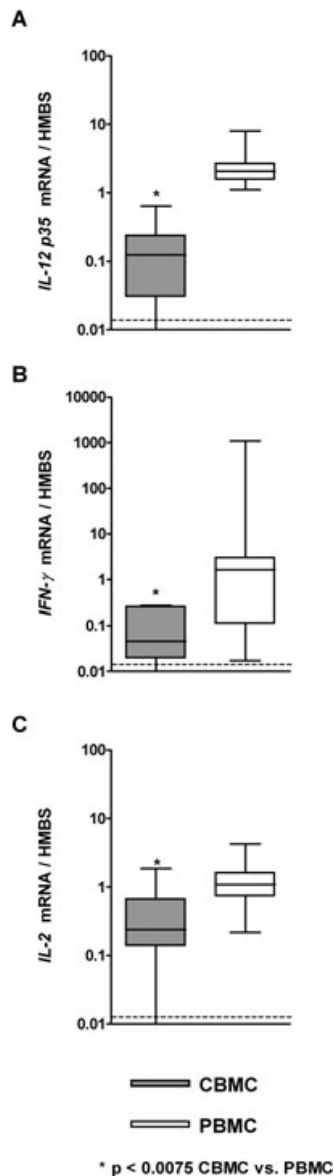 A
IL-12 p35 mRNA / HMBS
100
10
1
0.1
0.01
*
B
IFN-γ mRNA / HMBS
10000
1000
100
10
1
0.1
0.01
*
C
IL-2 mRNA / HMBS
100
10
1
0.1
0.01
*
CBMC
PBMC
* p < 0.0075 CBMC vs. PBMC